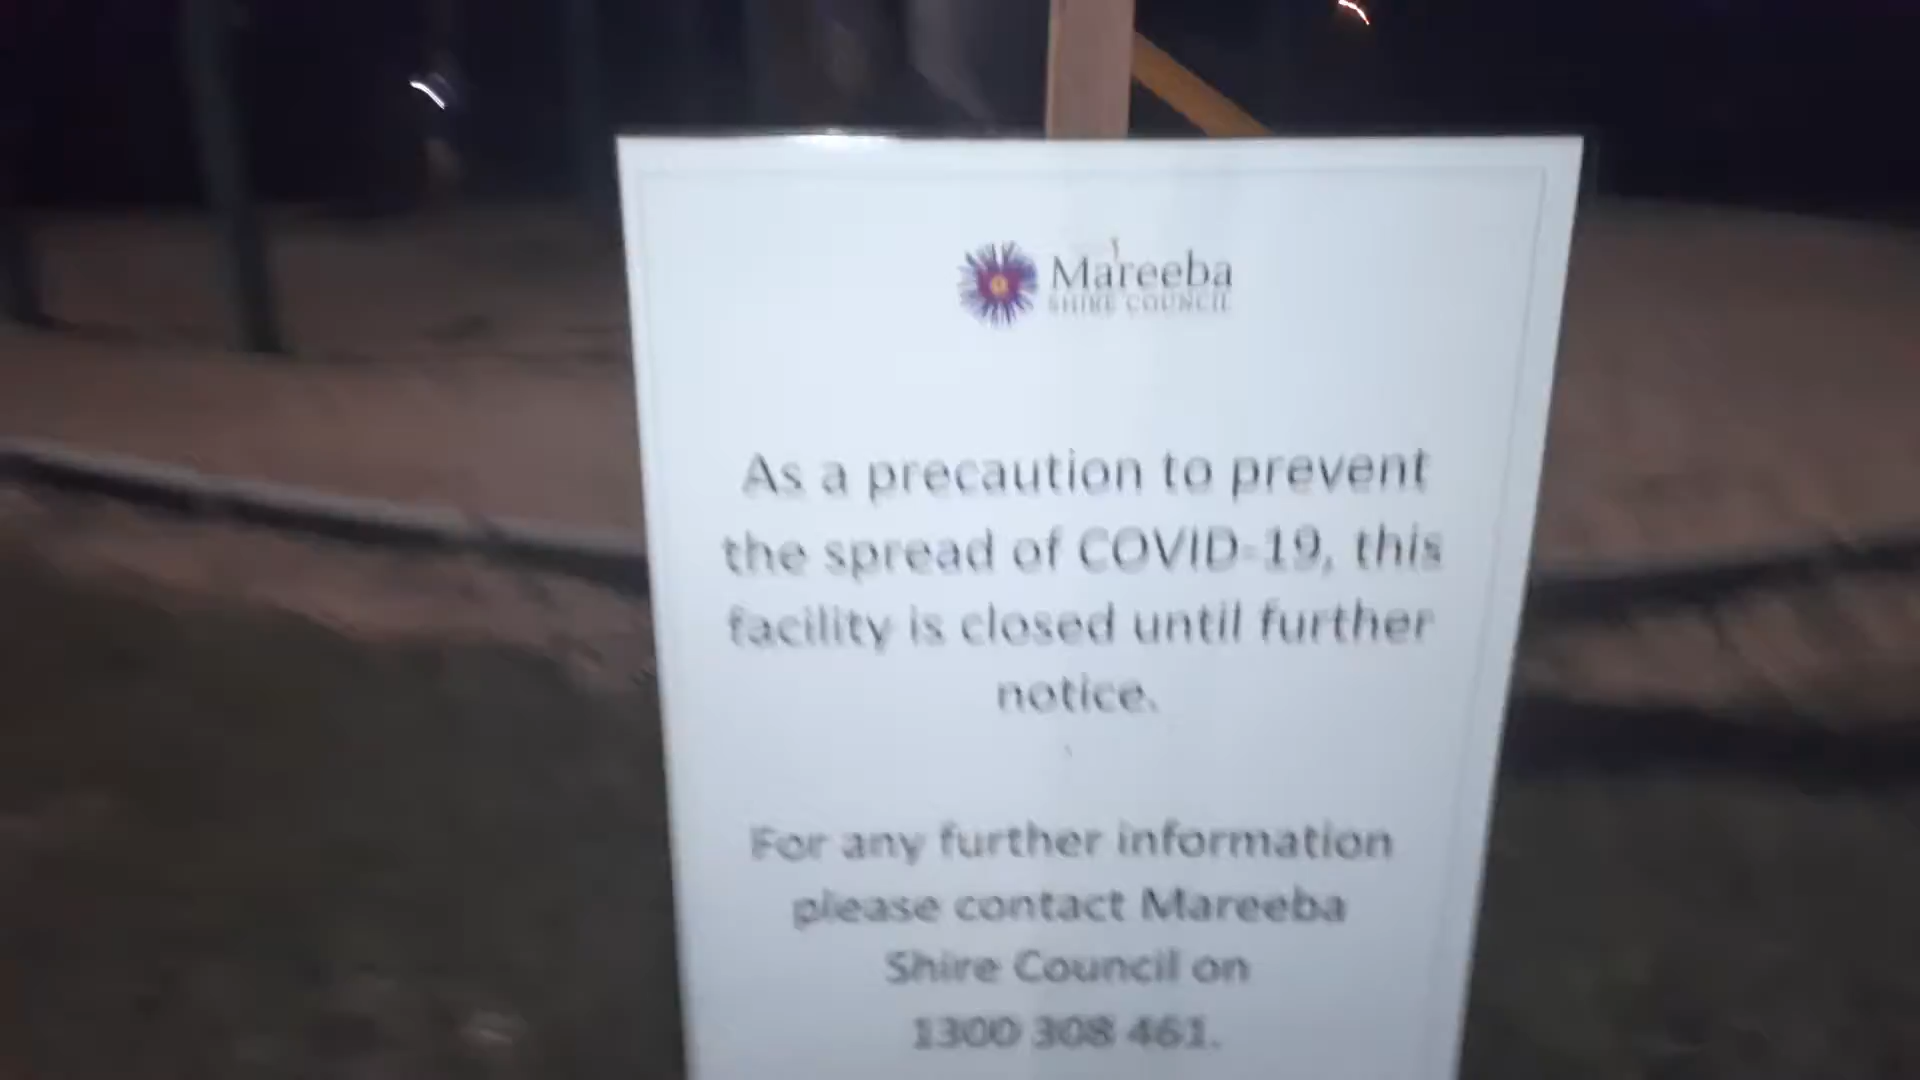 Mareeba
SHIRE COUNCIL
As a precaution to prevent
the spread of COVID-19, this
facility is closed until further
notice.
For any further information
please contact Mareeba
Shire Council on
1300 308 461.